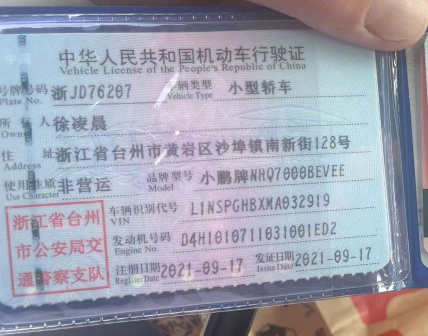 中华人民共和国机动车行驶证
Vehicle License of the People's Republic of China
号牌号码 浙JD76207 车辆类型 小型轿车
Plate No. Vehicle Type
所有人 徐凌晨
Owner
住址 浙江省台州市黄岩区沙埠镇南新街128号
Address
使用性质 非营运 品牌型号 小鹏牌NHQ7000BEVEE
Use Character Model
浙江省台州
市公安局交
通警察支队
车辆识别代号 L1NSPGHBXMA032919
VIN
发动机号码 D4H1010711031001ED2
Engine No.
注册日期 2021-09-17 发证日期 2021-09-17
Register Date Issue Date